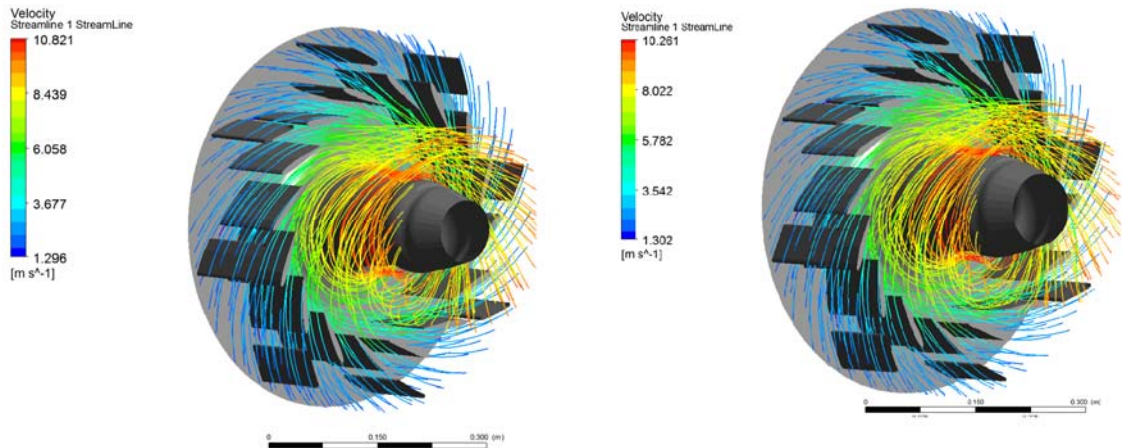 Velocity
Streamline 1 StreamLine
10.821
8.439
6.058
3.677
1.296
[m s^-1]
0 0.150 0.300 (m)
Velocity
Streamline 1 StreamLine
10.261
8.022
5.782
3.542
1.302
[m s^-1]
0 0.150 0.300 (m(